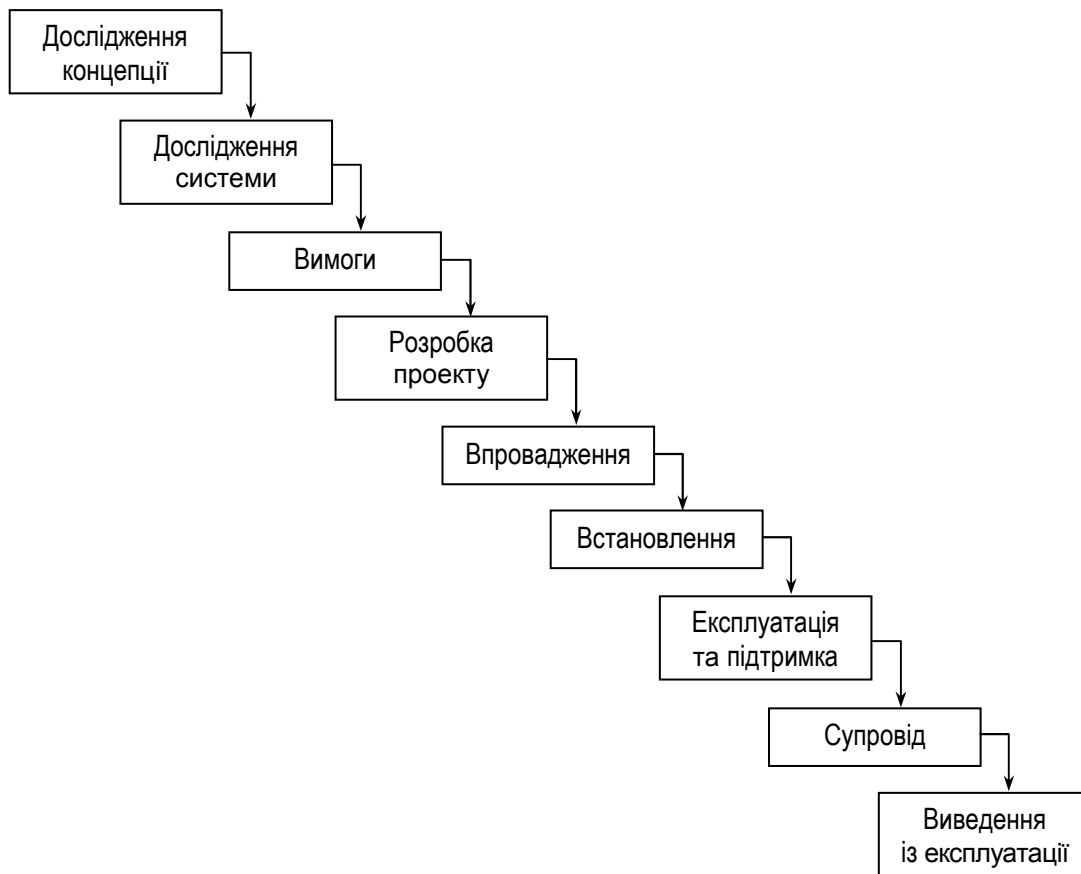 Дослідження
концепції
Дослідження
системи
Вимоги
Розробка
проекту
Впровадження
Встановлення
Експлуатація
та підтримка
Супровід
Виведення
із експлуатації